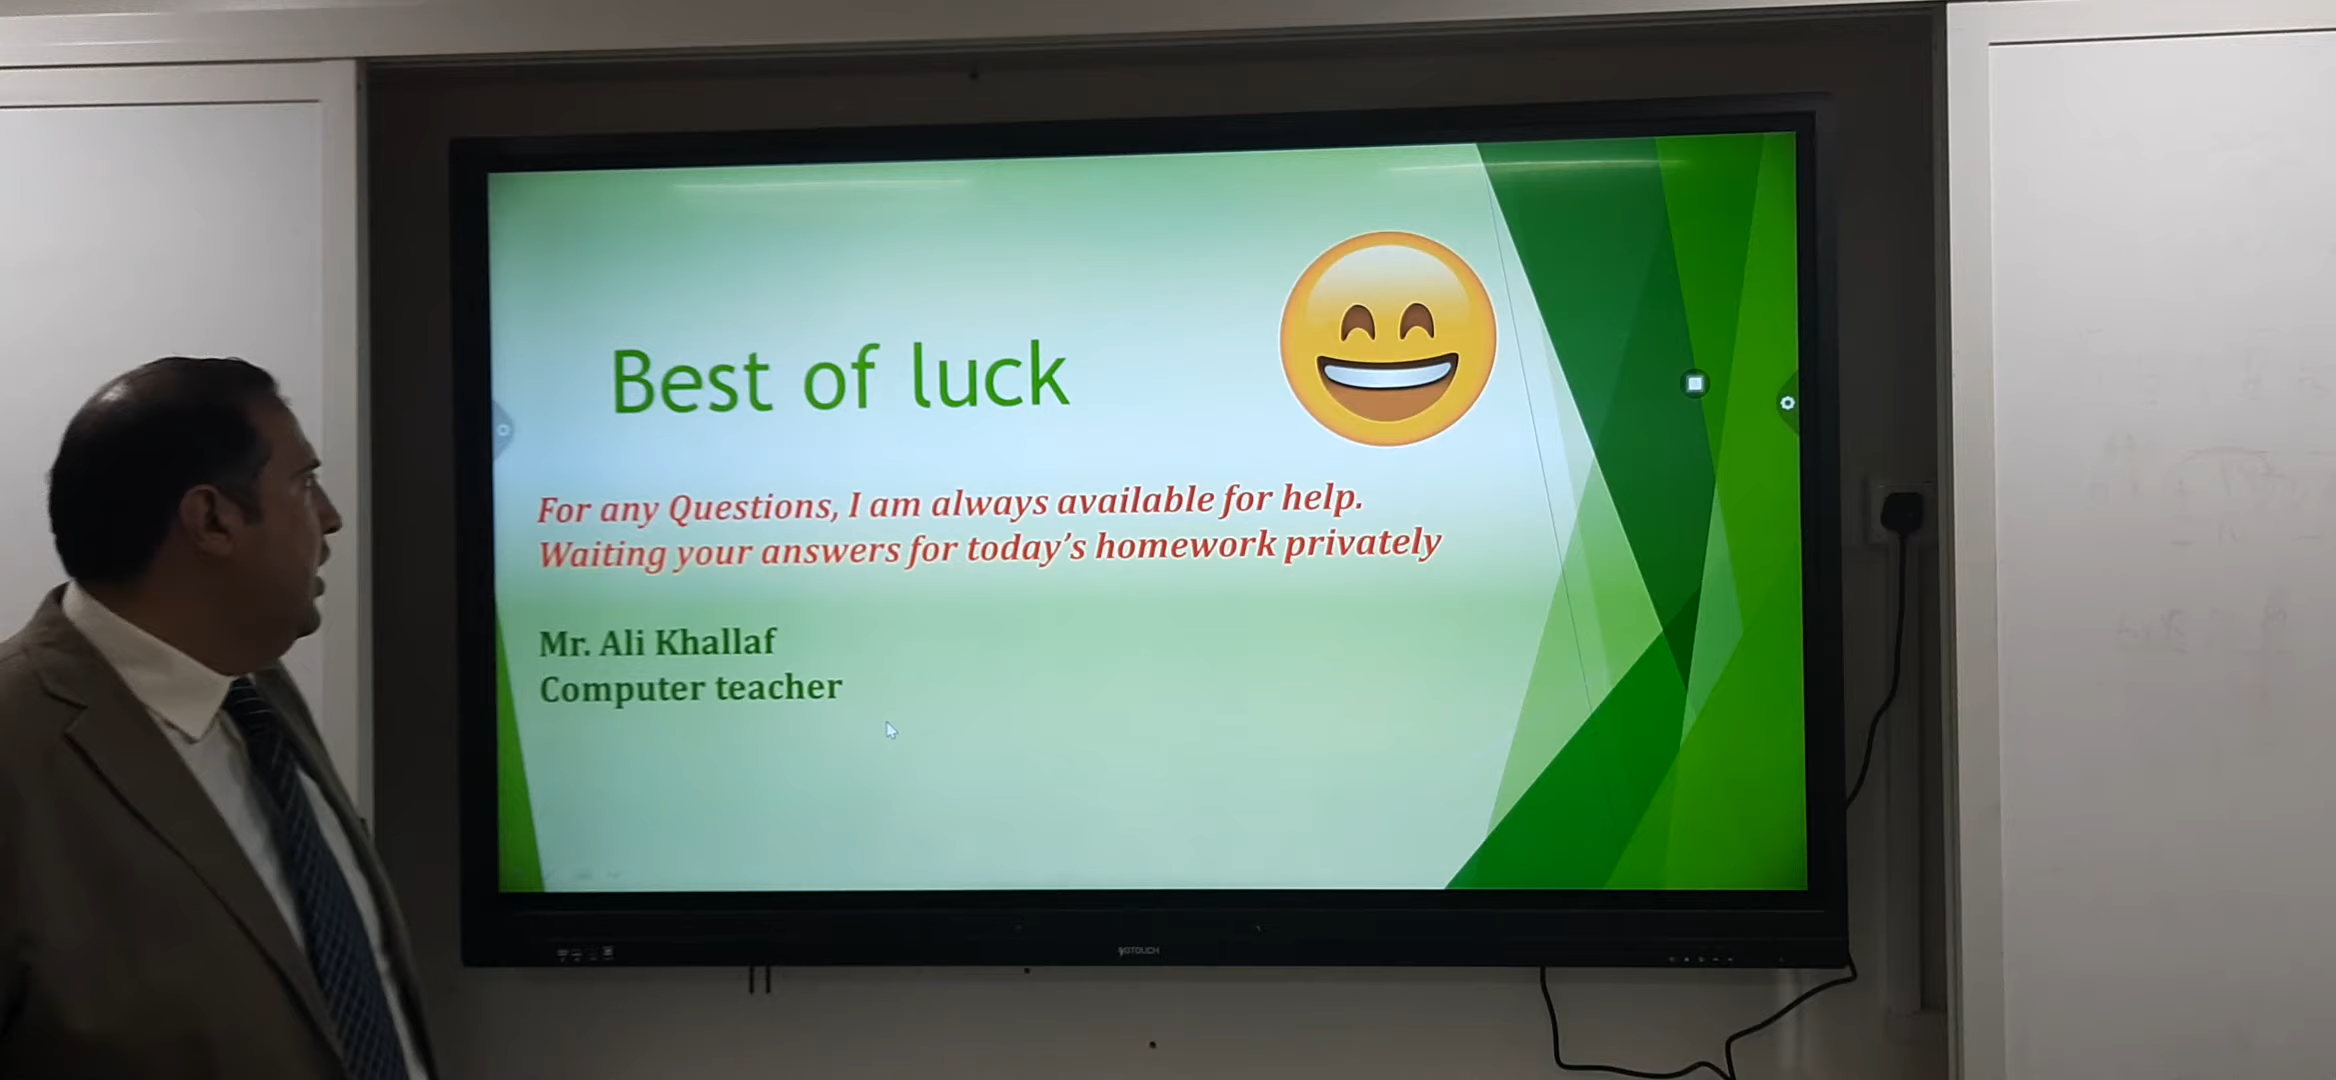 Best of luck
For any Questions, I am always available for help.
Waiting your answers for today's homework privately
Mr. Ali Khallaf
Computer teacher